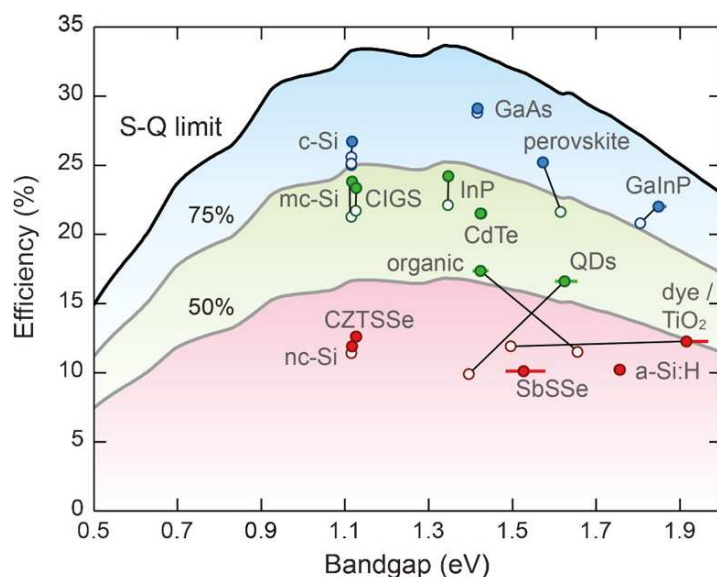 35
30
25
20
15
10
5
0
Efficiency (%)
S-Q limit
75%
50%
c-Si
GaAs
perovskite
GaInP
mc-Si
CIGS
InP
CdTe
organic
QDs
dye /
TiO₂
CZTSSe
nc-Si
SbSSe
a-Si:H
0.5 0.7 0.9 1.1 1.3 1.5 1.7 1.9
Bandgap (eV)